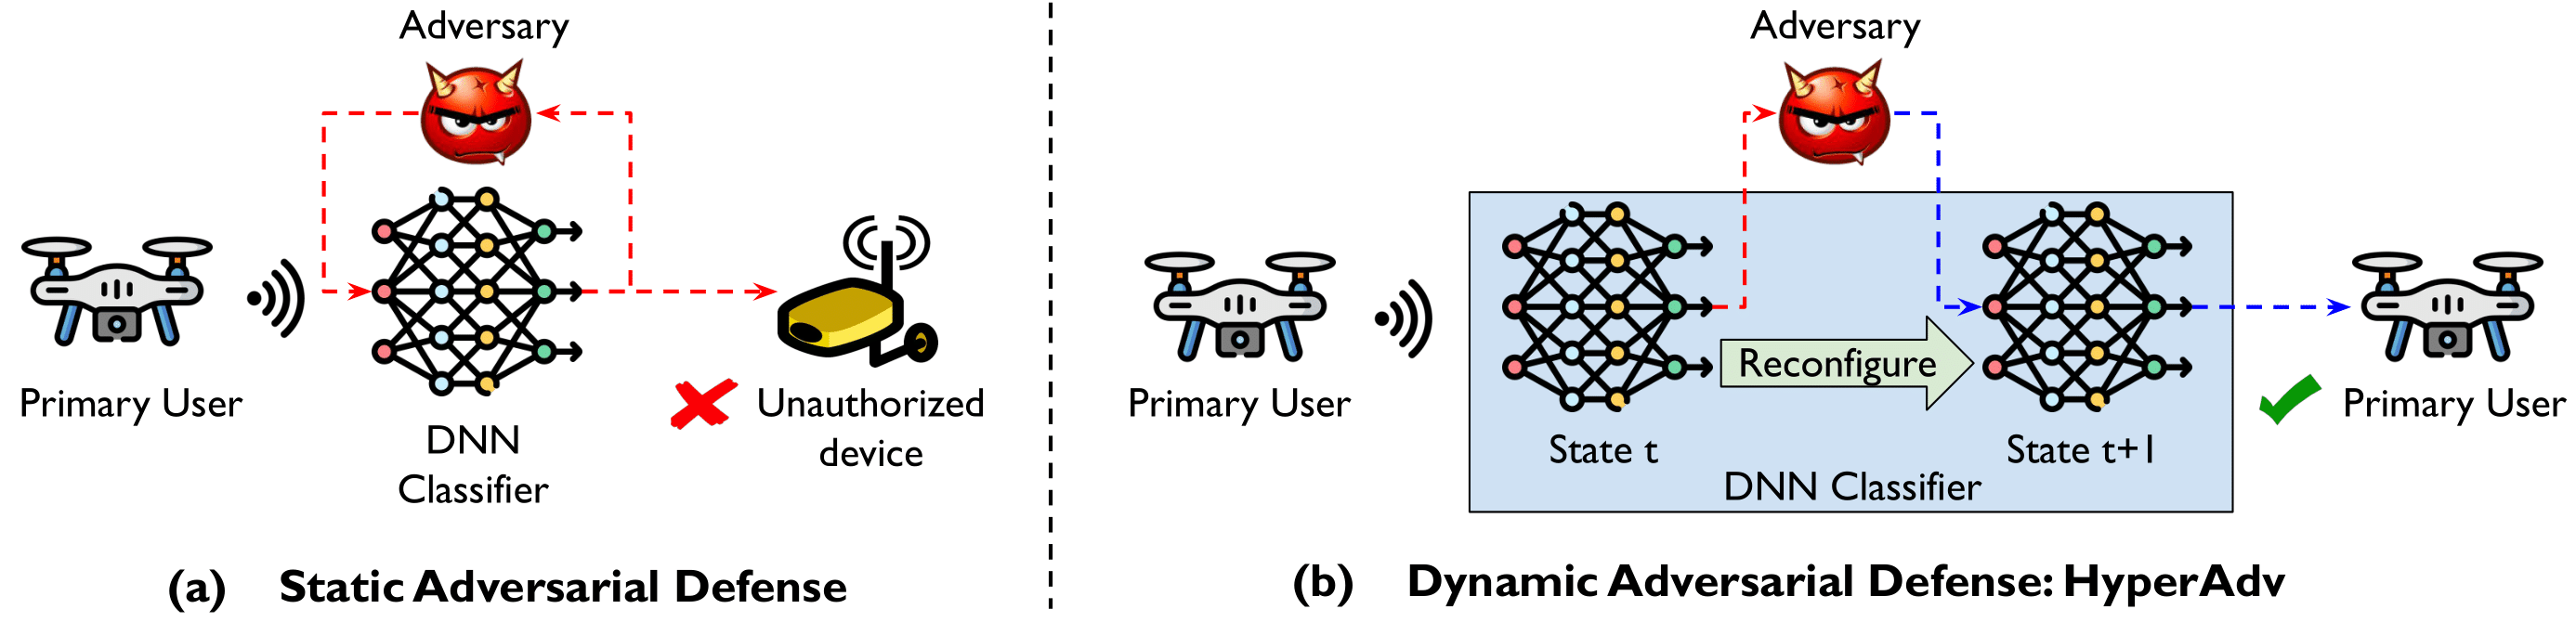 Adversary
Primary User
DNN
Classifier
Unauthorized
device
(a) Static Adversarial Defense
Adversary
Primary User
Reconfigure
State t
State t+1
DNN Classifier
Primary User
(b) Dynamic Adversarial Defense: HyperAdv